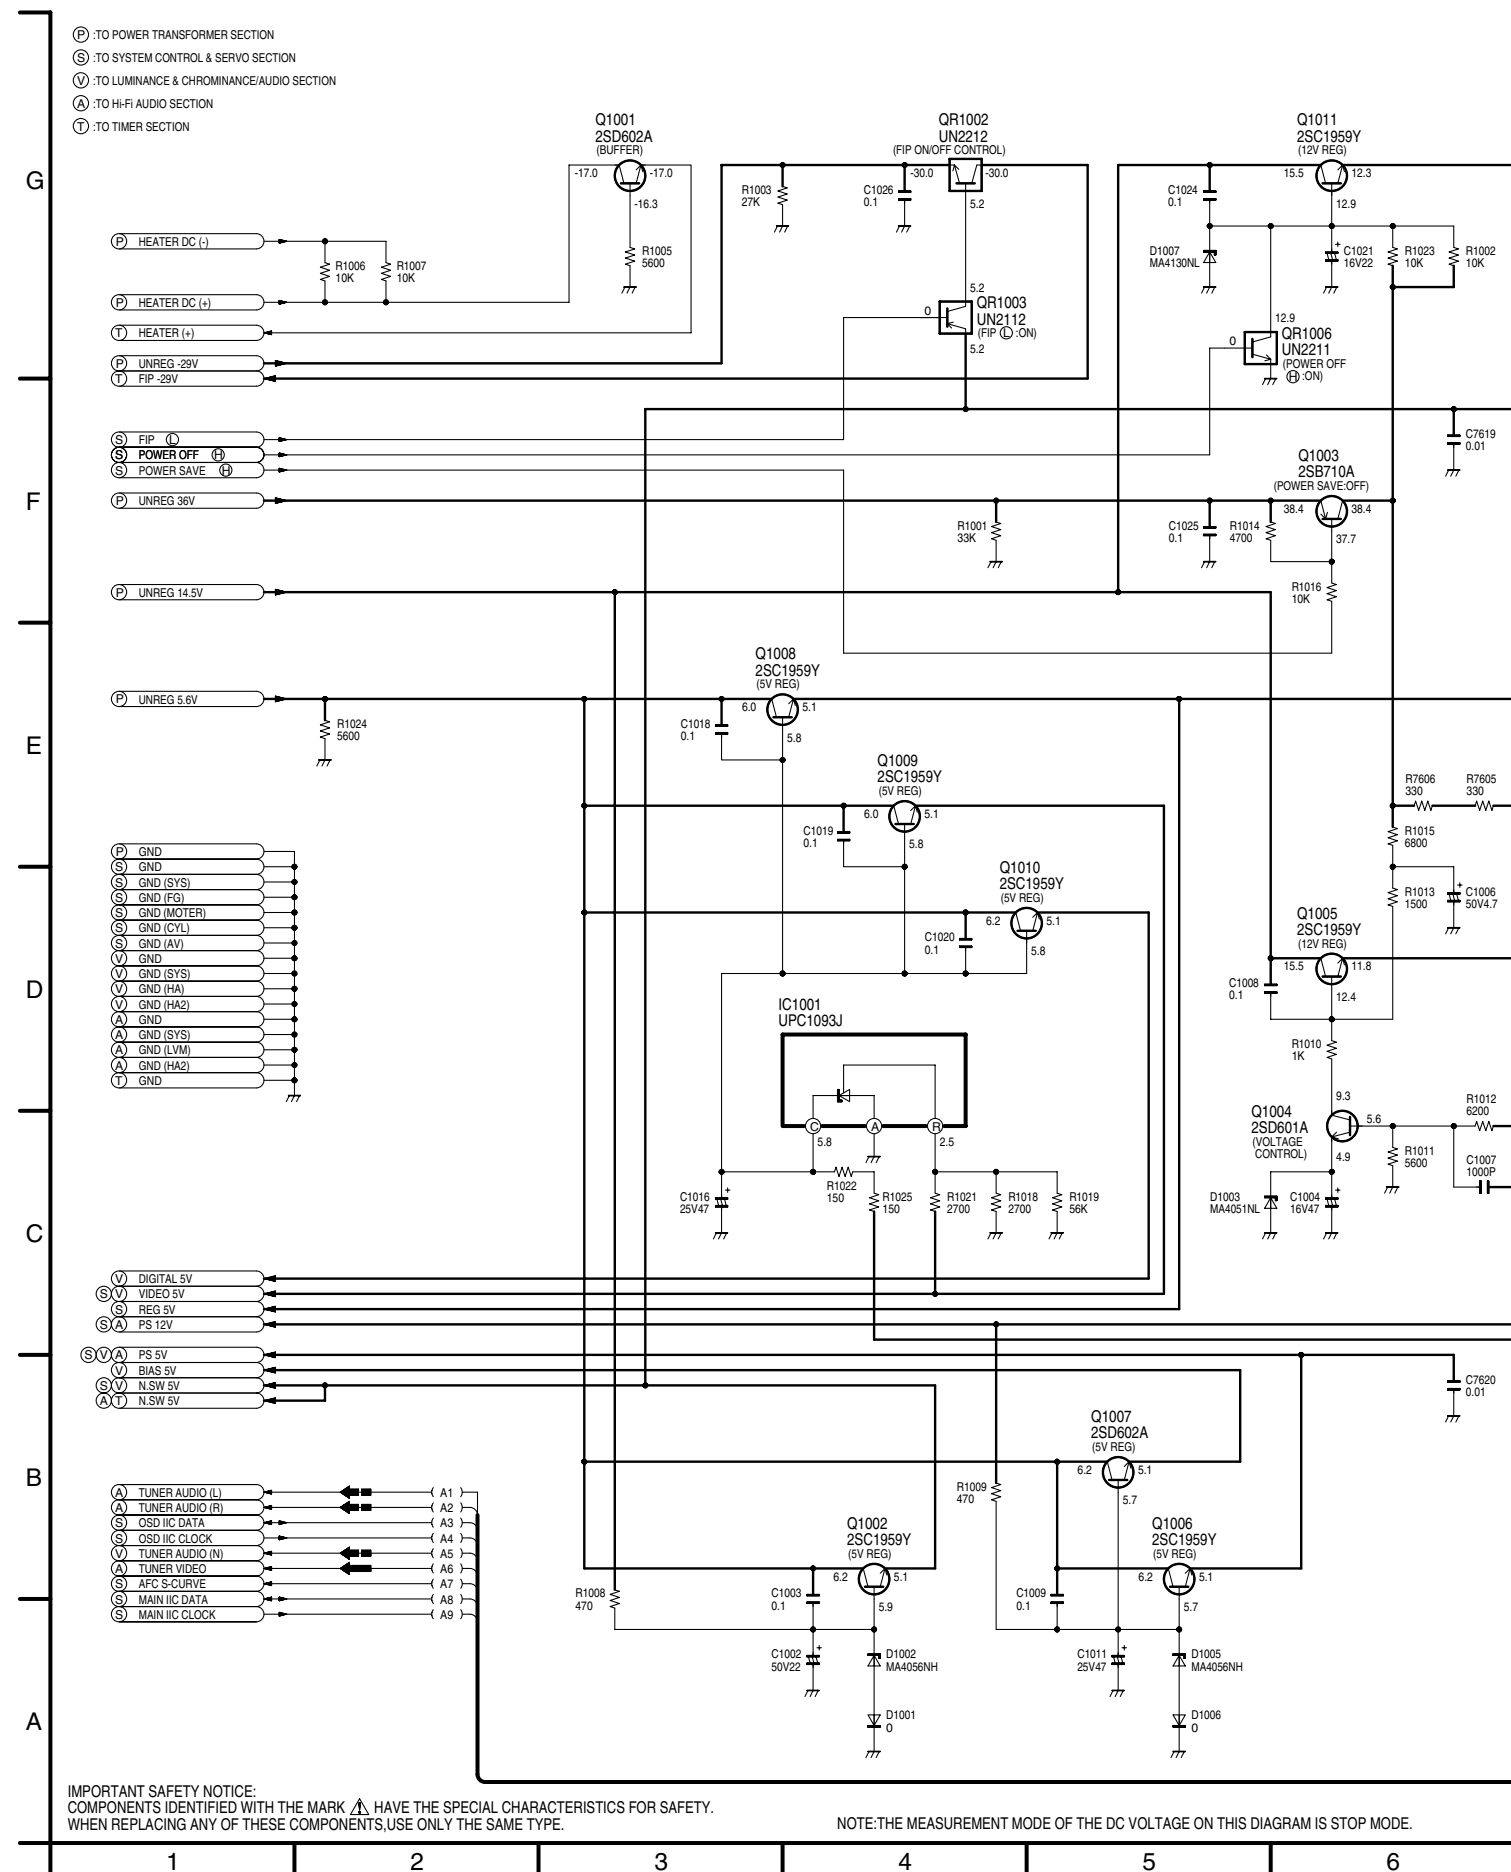 Ⓟ :TO POWER TRANSFORMER SECTION
Ⓢ :TO SYSTEM CONTROL & SERVO SECTION
Ⓥ :TO LUMINANCE & CHROMINANCE/AUDIO SECTION
Ⓐ :TO Hi-Fi AUDIO SECTION
Ⓣ :TO TIMER SECTION
G
Q1001
2SD602A
(BUFFER)
-17.0
-17.0
-16.3
R1005
5600
QR1002
UN2212
(FIP ON/OFF CONTROL)
-30.0
-30.0
5.2
R1003
27K
C1026
0.1
Q1011
2SC1959Y
(12V REG)
15.5
12.3
12.9
C1024
0.1
D1007
MA4130NL
C1021
16V22
R1023
10K
R1002
10K
Ⓟ HEATER DC (-)
R1006
10K
R1007
10K
Ⓟ HEATER DC (+)
Ⓣ HEATER (+)
Ⓟ UNREG -29V
Ⓣ FIP -29V
5.2
QR1003
UN2112
(FIP Ⓛ :ON)
0
5.2
12.9
QR1006
UN2211
(POWER OFF
Ⓗ :ON)
0
F
Ⓢ FIP Ⓛ
Ⓢ POWER OFF Ⓗ
Ⓢ POWER SAVE Ⓗ
Ⓟ UNREG 36V
Ⓟ UNREG 14.5V
C7619
0.01
Q1003
2SB710A
(POWER SAVE:OFF)
38.4
38.4
37.7
R1001
33K
C1025
0.1
R1014
4700
R1016
10K
E
Ⓟ UNREG 5.6V
R1024
5600
Q1008
2SC1959Y
(5V REG)
6.0
5.1
5.8
C1018
0.1
Q1009
2SC1959Y
(5V REG)
6.0
5.1
5.8
C1019
0.1
R7606
330
R7605
330
R1015
6800
D
Ⓟ GND
Ⓢ GND
Ⓢ GND (SYS)
Ⓢ GND (FG)
Ⓢ GND (MOTER)
Ⓢ GND (CYL)
Ⓢ GND (AV)
Ⓥ GND
Ⓥ GND (SYS)
Ⓥ GND (HA)
Ⓥ GND (HA2)
Ⓐ GND
Ⓐ GND (SYS)
Ⓐ GND (LVM)
Ⓐ GND (HA2)
Ⓣ GND
Q1010
2SC1959Y
(5V REG)
6.2
5.1
5.8
C1020
0.1
R1013
1500
C1006
50V4.7
Q1005
2SC1959Y
(12V REG)
15.5
11.8
12.4
C1008
0.1
IC1001
UPC1093J
Ⓒ
Ⓐ
Ⓡ
5.8
2.5
R1010
1K
C
9.3
Q1004
2SD601A
(VOLTAGE
CONTROL)
5.6
4.9
R1012
6200
R1011
5600
C1007
1000P
D1003
MA4051NL
C1004
16V47
C1016
25V47
R1022
150
R1025
150
R1021
2700
R1018
2700
R1019
56K
Ⓥ DIGITAL 5V
ⓈⓋ VIDEO 5V
Ⓢ REG 5V
ⓈⒶ PS 12V
B
ⓈⓋⒶ PS 5V
Ⓥ BIAS 5V
ⓈⓋ N.SW 5V
ⒶⓉ N.SW 5V
C7620
0.01
Q1007
2SD602A
(5V REG)
6.2
5.1
5.7
R1009
470
Ⓐ TUNER AUDIO (L) ( A1 )
Ⓐ TUNER AUDIO (R) ( A2 )
Ⓢ OSD IIC DATA ( A3 )
Ⓢ OSD IIC CLOCK ( A4 )
Ⓥ TUNER AUDIO (N) ( A5 )
Ⓐ TUNER VIDEO ( A6 )
Ⓢ AFC S-CURVE ( A7 )
Ⓢ MAIN IIC DATA ( A8 )
Ⓢ MAIN IIC CLOCK ( A9 )
Q1002
2SC1959Y
(5V REG)
6.2
5.1
5.9
Q1006
2SC1959Y
(5V REG)
6.2
5.1
5.7
A
R1008
470
C1003
0.1
C1009
0.1
C1002
50V22
D1002
MA4056NH
C1011
25V47
D1005
MA4056NH
D1001
0
D1006
0
IMPORTANT SAFETY NOTICE:
COMPONENTS IDENTIFIED WITH THE MARK ⚠ HAVE THE SPECIAL CHARACTERISTICS FOR SAFETY.
WHEN REPLACING ANY OF THESE COMPONENTS,USE ONLY THE SAME TYPE.
NOTE:THE MEASUREMENT MODE OF THE DC VOLTAGE ON THIS DIAGRAM IS STOP MODE.
1 2 3 4 5 6